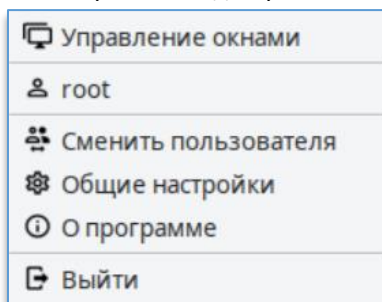 Управление окнами
root
Сменить пользователя
Общие настройки
О программе
Выйти